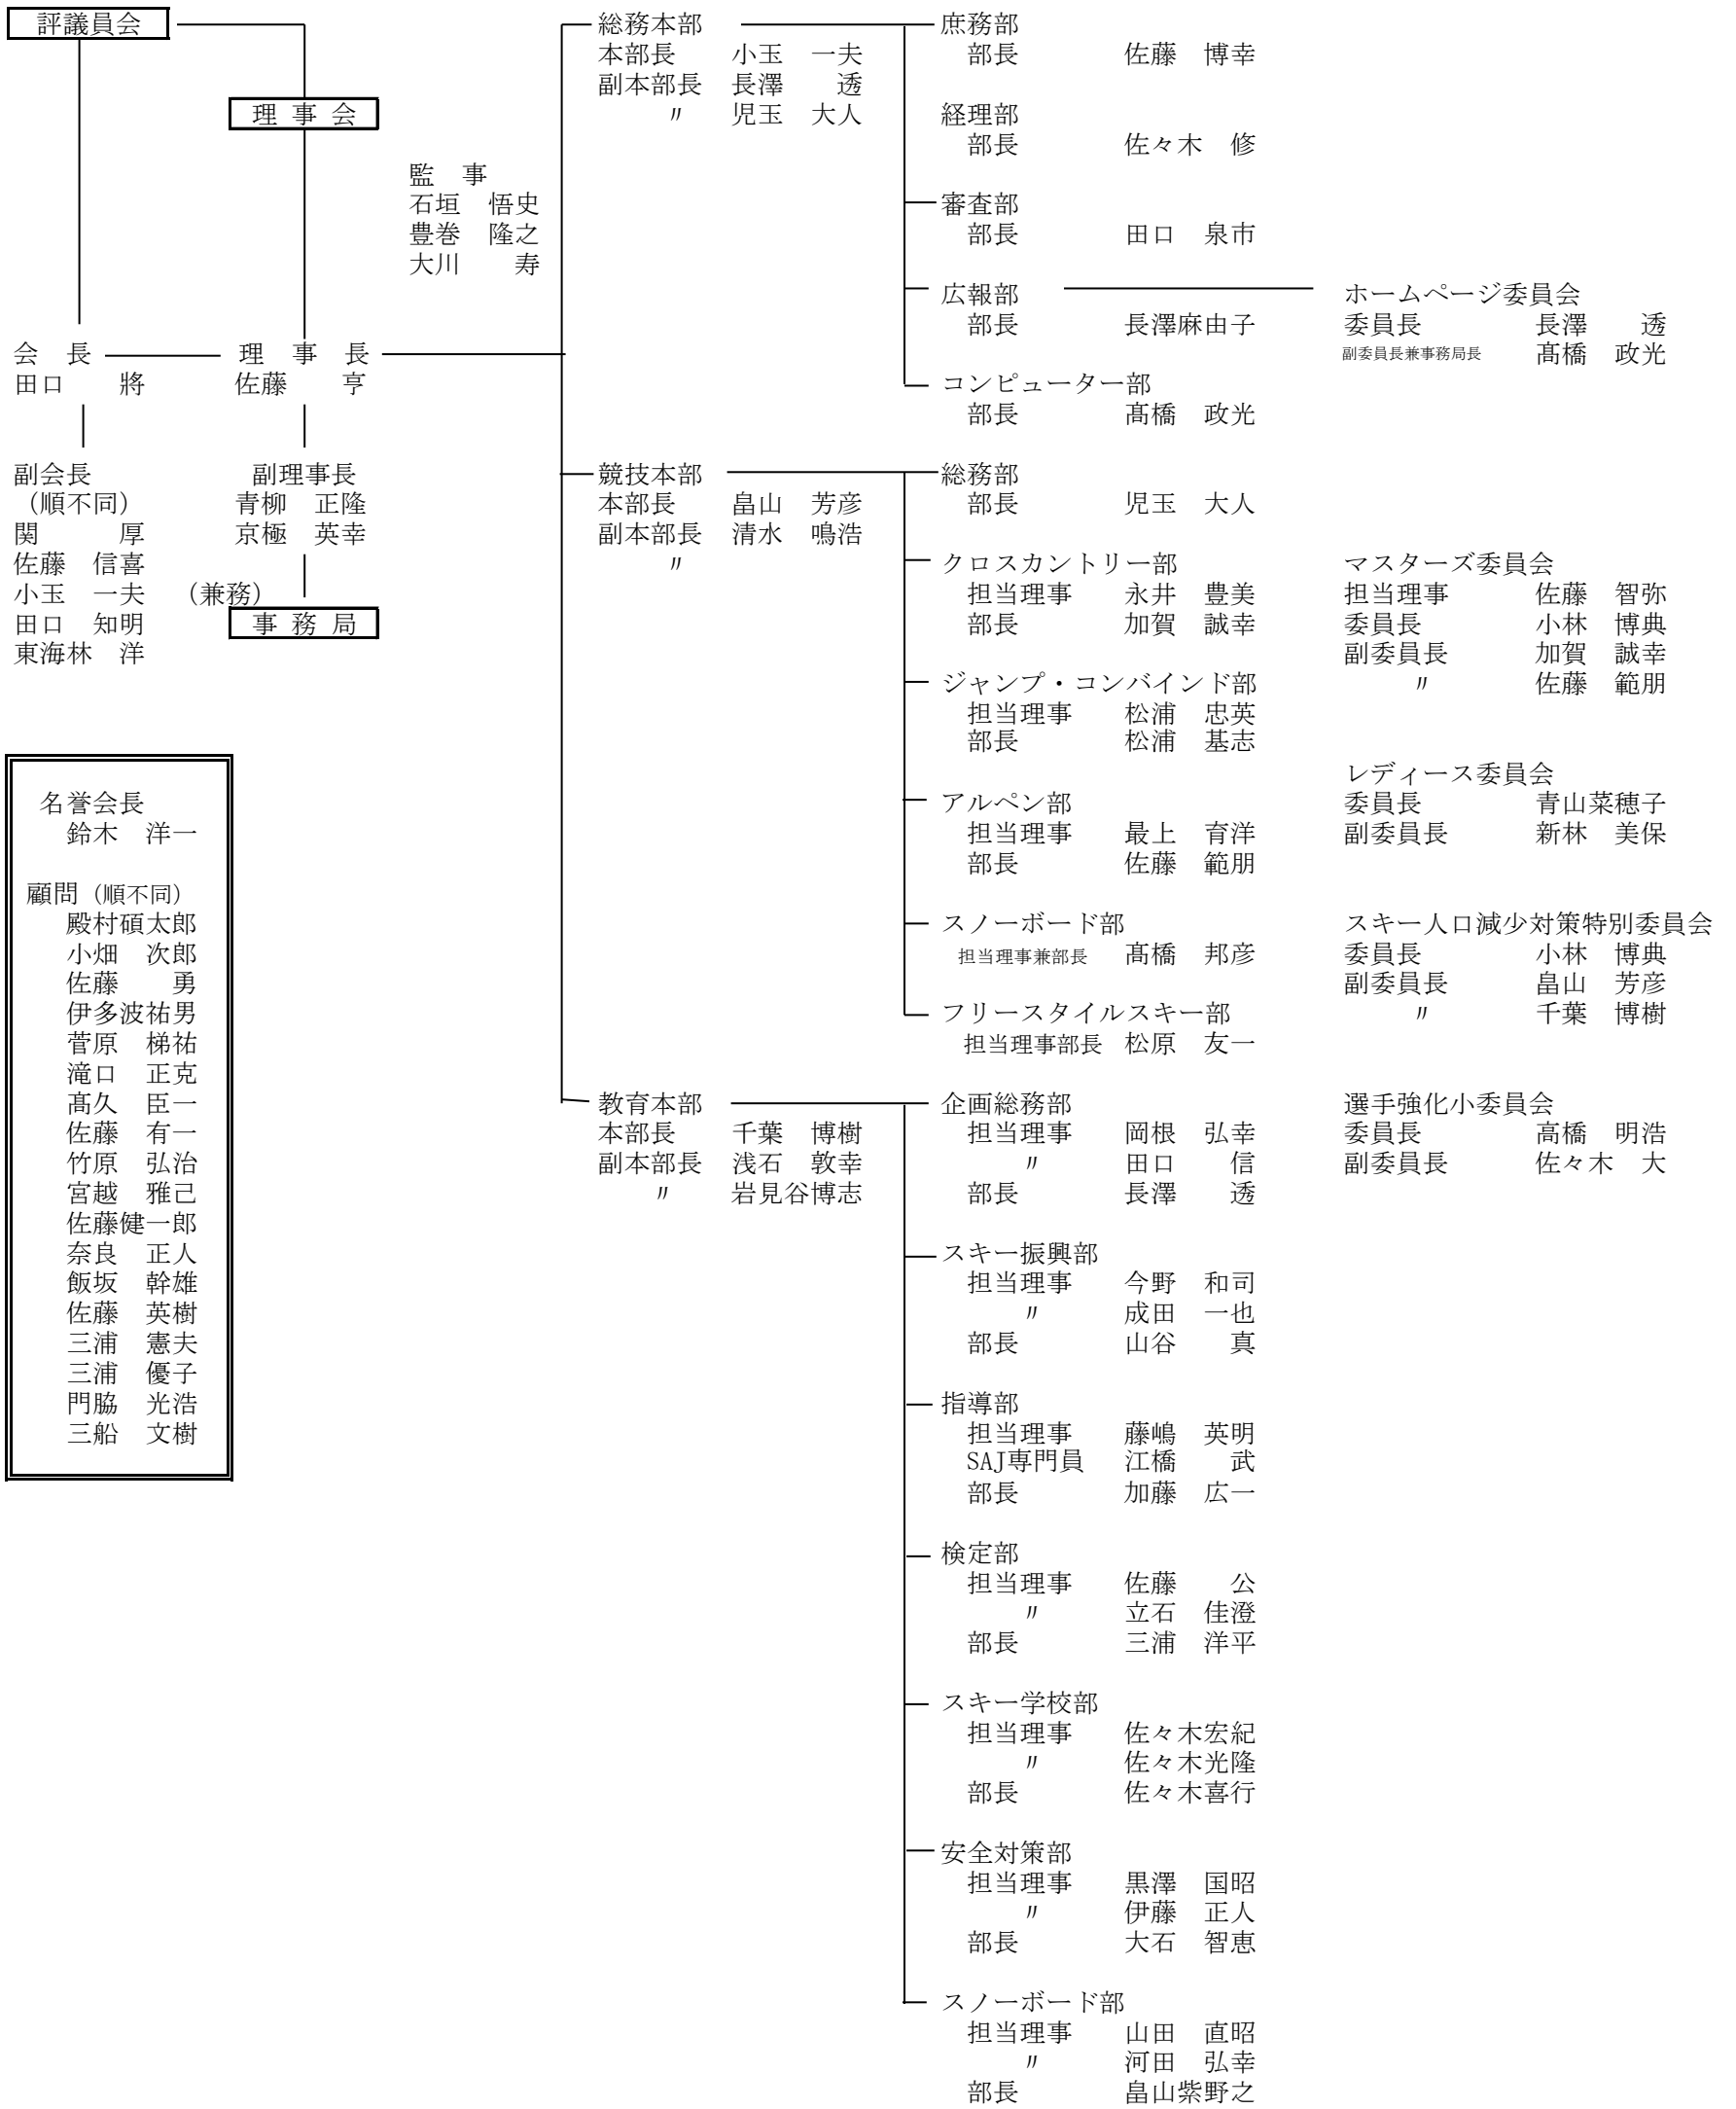 評議員会
理 事 会
監　事
石垣　悟史
豊巻　隆之
大川　　寿
会　長
田口　　將
理　事　長
佐藤　　亨
副会長
（順不同）
関　　　厚
佐藤　信喜
小玉　一夫　（兼務）
田口　知明
東海林　洋
副理事長
青柳　正隆
京極　英幸
事 務 局
名誉会長
鈴木　洋一
顧問（順不同）
殿村碩太郎
小畑　次郎
佐藤　　勇
伊多波祐男
菅原　梯祐
滝口　正克
髙久　臣一
佐藤　有一
竹原　弘治
宮越　雅己
佐藤健一郎
奈良　正人
飯坂　幹雄
佐藤　英樹
三浦　憲夫
三浦　優子
門脇　光浩
三船　文樹
総務本部
本部長　　小玉　一夫
副本部長　長澤　　透
〃　児玉　大人
庶務部
部長　　　　佐藤　博幸
経理部
部長　　　　佐々木　修
審査部
部長　　　　田口　泉市
広報部
部長　　　　長澤麻由子
ホームページ委員会
委員長　　　　長澤　　透
副委員長兼事務局長　　髙橋　政光
コンピューター部
部長　　　　髙橋　政光
競技本部
本部長　　畠山　芳彦
副本部長　清水　鳴浩
〃
総務部
部長　　　　児玉　大人
クロスカントリー部
担当理事　　永井　豊美
部長　　　　加賀　誠幸
ジャンプ・コンバインド部
担当理事　　松浦　忠英
部長　　　　松浦　基志
アルペン部
担当理事　　最上　育洋
部長　　　　佐藤　範朋
スノーボード部
担当理事兼部長　髙橋　邦彦
フリースタイルスキー部
担当理事部長　松原　友一
マスターズ委員会
担当理事　　　佐藤　智弥
委員長　　　　小林　博典
副委員長　　　加賀　誠幸
〃　　　　佐藤　範朋
レディース委員会
委員長　　　　青山菜穂子
副委員長　　　新林　美保
スキー人口減少対策特別委員会
委員長　　　　小林　博典
副委員長　　　畠山　芳彦
〃　　　　千葉　博樹
教育本部
本部長　　千葉　博樹
副本部長　浅石　敦幸
〃　　岩見谷博志
企画総務部
担当理事　　岡根　弘幸
〃　　　田口　　信
部長　　　　長澤　　透
選手強化小委員会
委員長　　　　高橋　明浩
副委員長　　　佐々木　大
スキー振興部
担当理事　　今野　和司
〃　　　成田　一也
部長　　　　山谷　　真
指導部
担当理事　　藤嶋　英明
SAJ専門員　 江橋　　武
部長　　　　加藤　広一
検定部
担当理事　　佐藤　　公
〃　　　立石　佳澄
部長　　　　三浦　洋平
スキー学校部
担当理事　　佐々木宏紀
〃　　　佐々木光隆
部長　　　　佐々木喜行
安全対策部
担当理事　　黒澤　国昭
〃　　　伊藤　正人
部長　　　　大石　智恵
スノーボード部
担当理事　　山田　直昭
〃　　　河田　弘幸
部長　　　　畠山紫野之